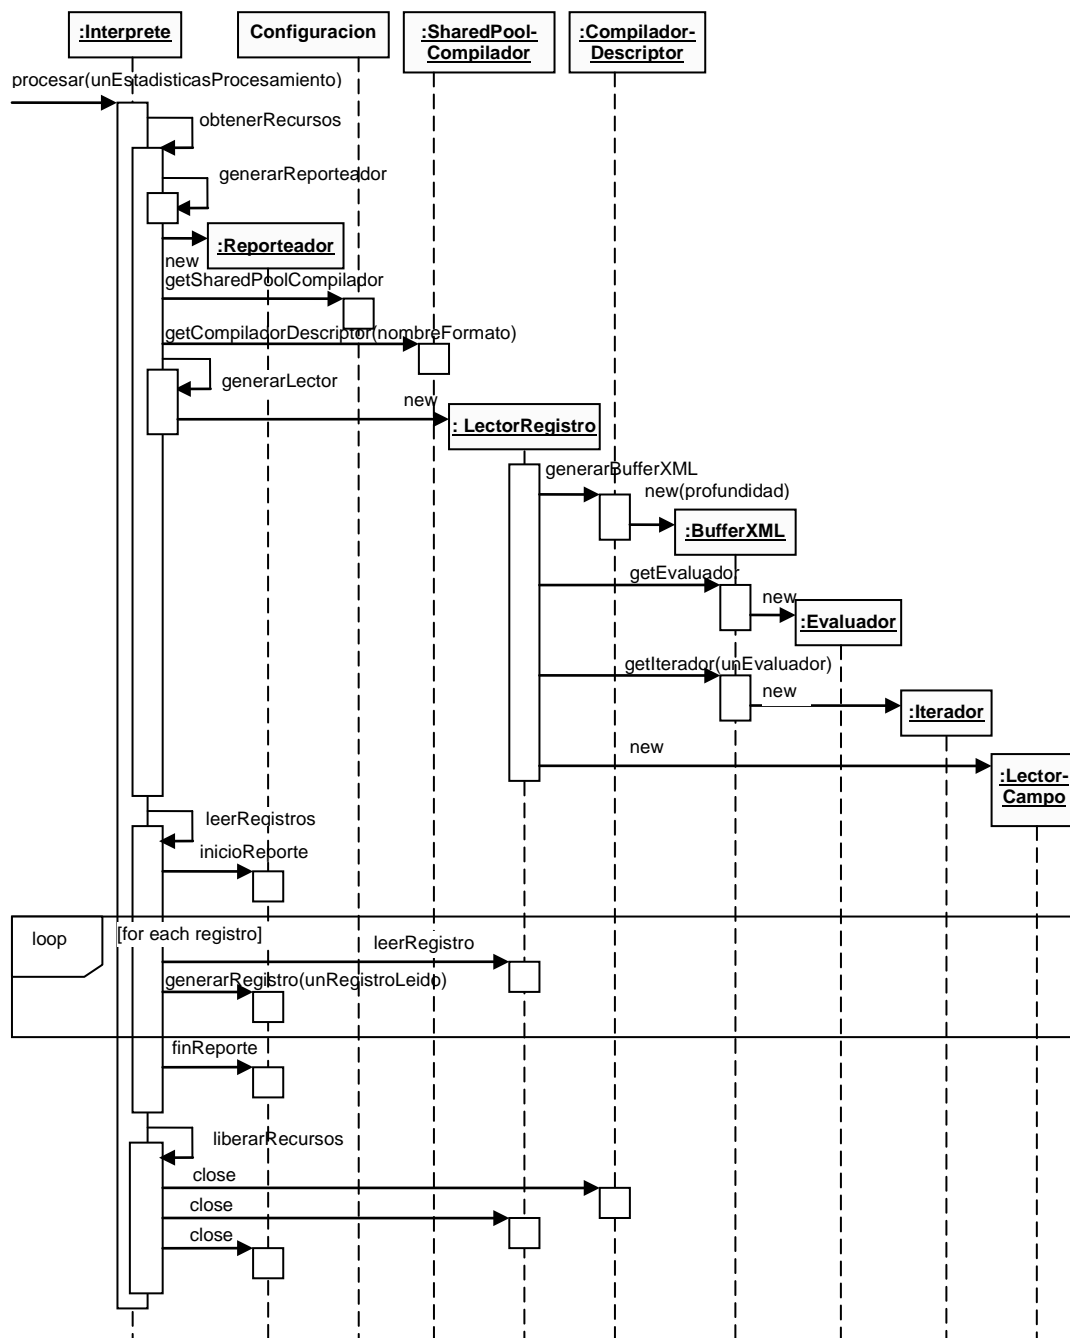 :Interprete
Configuracion
:SharedPool-
Compilador
:Compilador-
Descriptor
procesar(unEstadisticasProcesamiento)
obtenerRecursos
generarReporteador
:Reporteador
new
getSharedPoolCompilador
getCompiladorDescriptor(nombreFormato)
generarLector
new
: LectorRegistro
generarBufferXML
new(profundidad)
:BufferXML
getEvaluador
new
:Evaluador
getIterador(unEvaluador)
new
:Iterador
new
:Lector-
Campo
leerRegistros
inicioReporte
loop
[for each registro]
leerRegistro
generarRegistro(unRegistroLeido)
finReporte
liberarRecursos
close
close
close